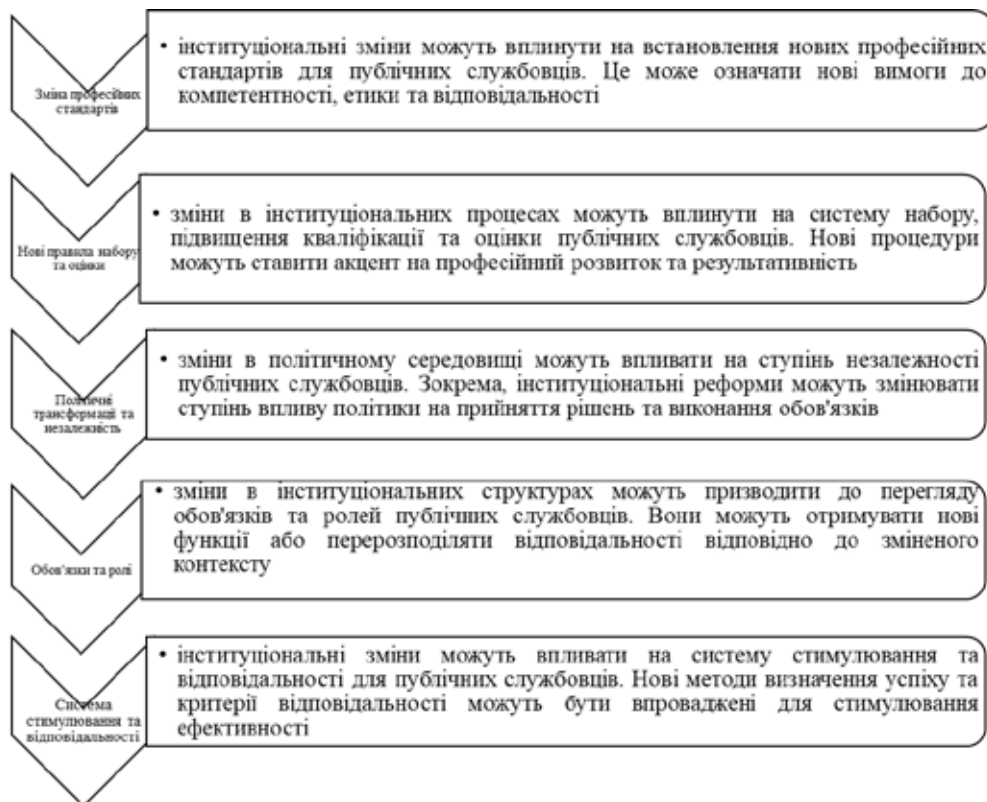 Зміна професійних
стандартів
• інституціональні зміни можуть вплинути на встановлення нових професійних
стандартів для публічних службовців. Це може означати нові вимоги до
компетентності, етики та відповідальності
Нові правила набору
та оцінки
• зміни в інституціональних процесах можуть вплинути на систему набору,
підвищення кваліфікації та оцінки публічних службовців. Нові процедури
можуть ставити акцент на професійний розвиток та результативність
Політичні
трансформації та
незалежність
• зміни в політичному середовищі можуть впливати на ступінь незалежності
публічних службовців. Зокрема, інституціональні реформи можуть змінювати
ступінь впливу політики на прийняття рішень та виконання обов'язків
Обов'язки та ролі
• зміни в інституціональних структурах можуть призводити до перегляду
обов'язків та ролей публічних службовців. Вони можуть отримувати нові
функції або перерозподіляти відповідальності відповідно до зміненого
контексту
Система
стимулювання та
відповідальності
• інституціональні зміни можуть впливати на систему стимулювання та
відповідальності для публічних службовців. Нові методи визначення успіху та
критерії відповідальності можуть бути впроваджені для стимулювання
ефективності